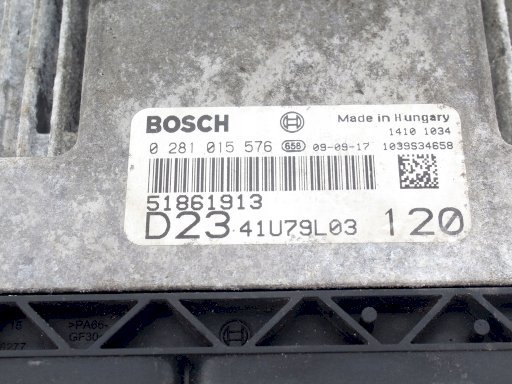 BOSCH Made in Hungary
1410 1034
0 281 015 576 658 09-09-17 1039S34658
51861913
D23 41U79L03 120
>PA66-
GF30